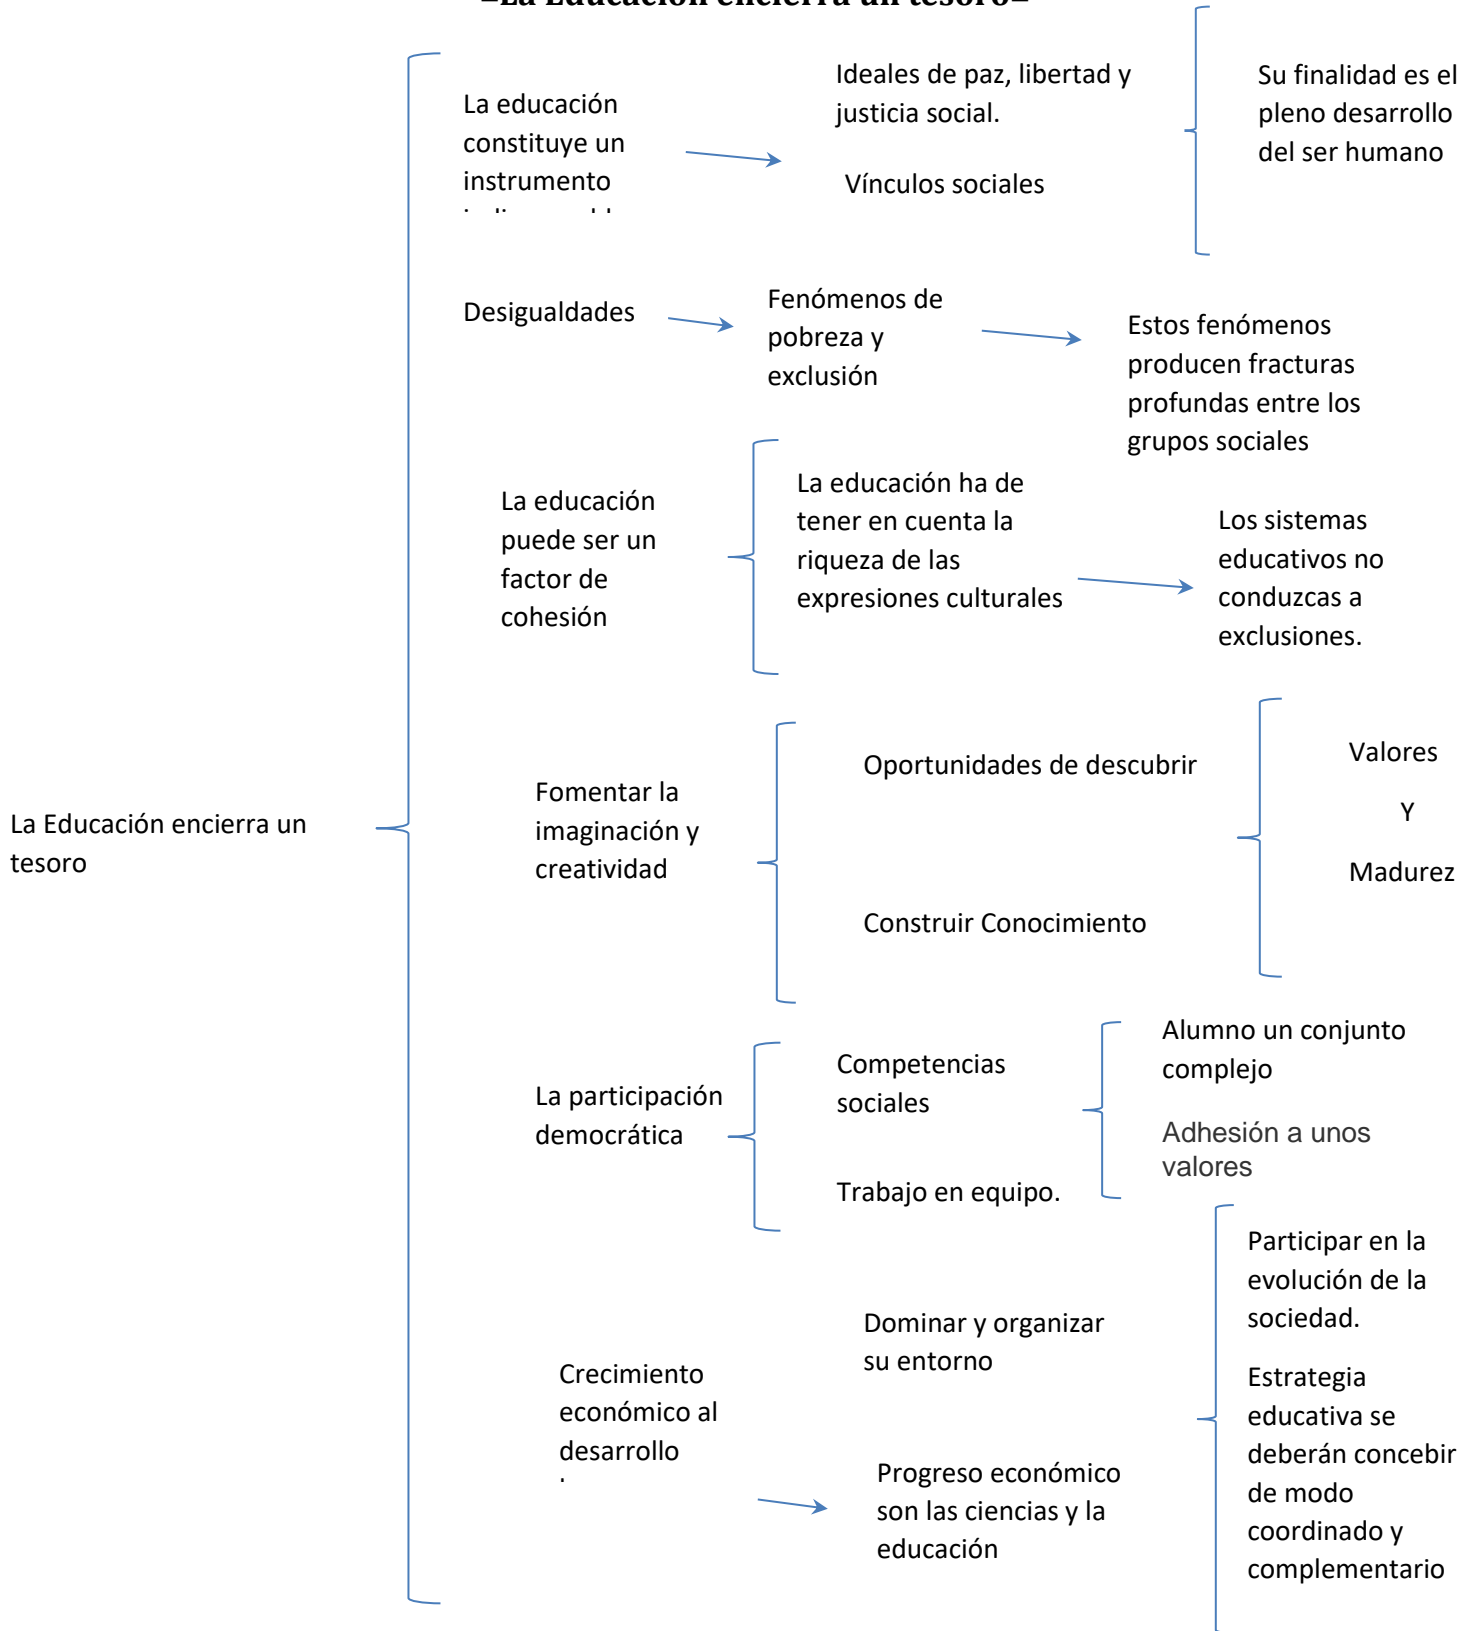 =La Educación encierra un tesoro=
La educación
constituye un
instrumento
Ideales de paz, libertad y
justicia social.
Vínculos sociales
Su finalidad es el
pleno desarrollo
del ser humano
Desigualdades
Fenómenos de
pobreza y
exclusión
Estos fenómenos
producen fracturas
profundas entre los
grupos sociales
La educación
puede ser un
factor de
cohesión
La educación ha de
tener en cuenta la
riqueza de las
expresiones culturales
Los sistemas
educativos no
conduzcas a
exclusiones.
La Educación encierra un
tesoro
Fomentar la
imaginación y
creatividad
Oportunidades de descubrir
Construir Conocimiento
Valores
Y
Madurez
La participación
democrática
Competencias
sociales
Trabajo en equipo.
Alumno un conjunto
complejo
Adhesión a unos
valores
Crecimiento
económico al
desarrollo
Dominar y organizar
su entorno
Progreso económico
son las ciencias y la
educación
Participar en la
evolución de la
sociedad.
Estrategia
educativa se
deberán concebir
de modo
coordinado y
complementario